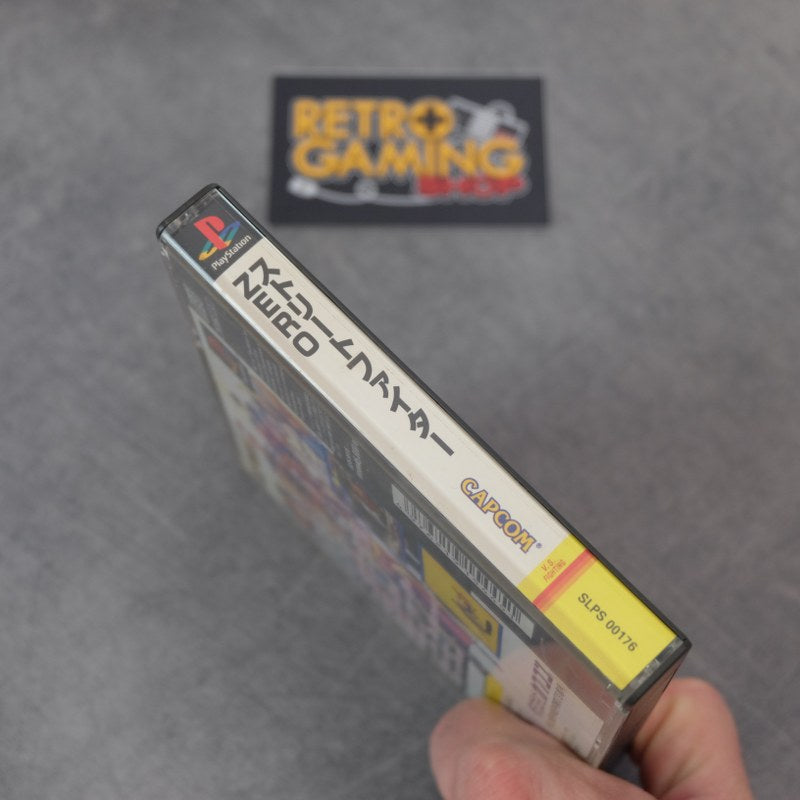 RETRO
GAMING
SHOP
PlayStation
ストリートファイター
ZERO
CAPCOM®
V.S.
FIGHTING
SLPS 00176